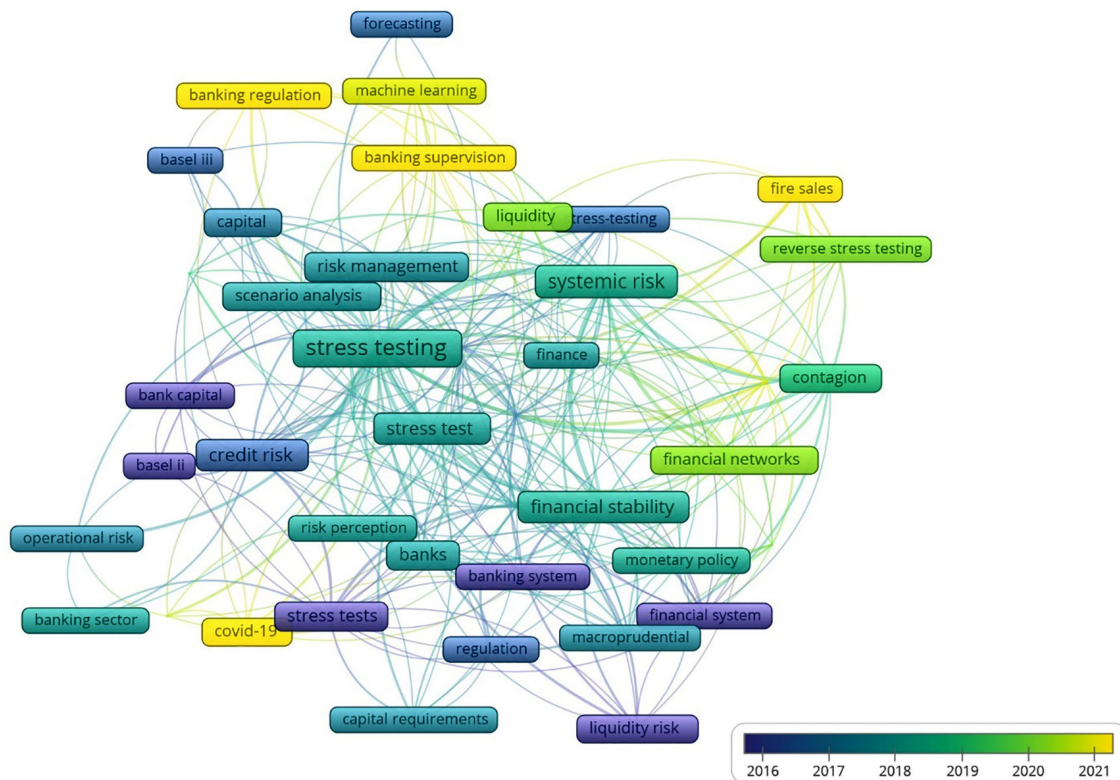 forecasting
banking regulation
machine learning
basel iii
banking supervision
fire sales
capital
liquidity
stress-testing
reverse stress testing
risk management
systemic risk
scenario analysis
stress testing
finance
contagion
bank capital
stress test
credit risk
basel ii
financial networks
financial stability
operational risk
risk perception
banks
monetary policy
banking system
banking sector
covid-19
stress tests
financial system
macroprudential
regulation
capital requirements
liquidity risk
2016 2017 2018 2019 2020 2021